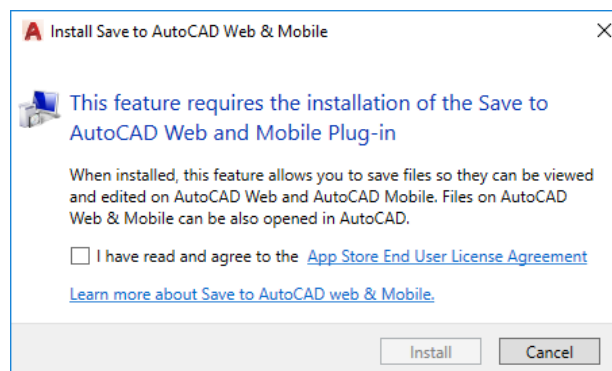 Install Save to AutoCAD Web & Mobile
This feature requires the installation of the Save to
AutoCAD Web and Mobile Plug-in
When installed, this feature allows you to save files so they can be viewed
and edited on AutoCAD Web and AutoCAD Mobile. Files on AutoCAD
Web & Mobile can be also opened in AutoCAD.
I have read and agree to the App Store End User License Agreement
Learn more about Save to AutoCAD web & Mobile.
Install Cancel